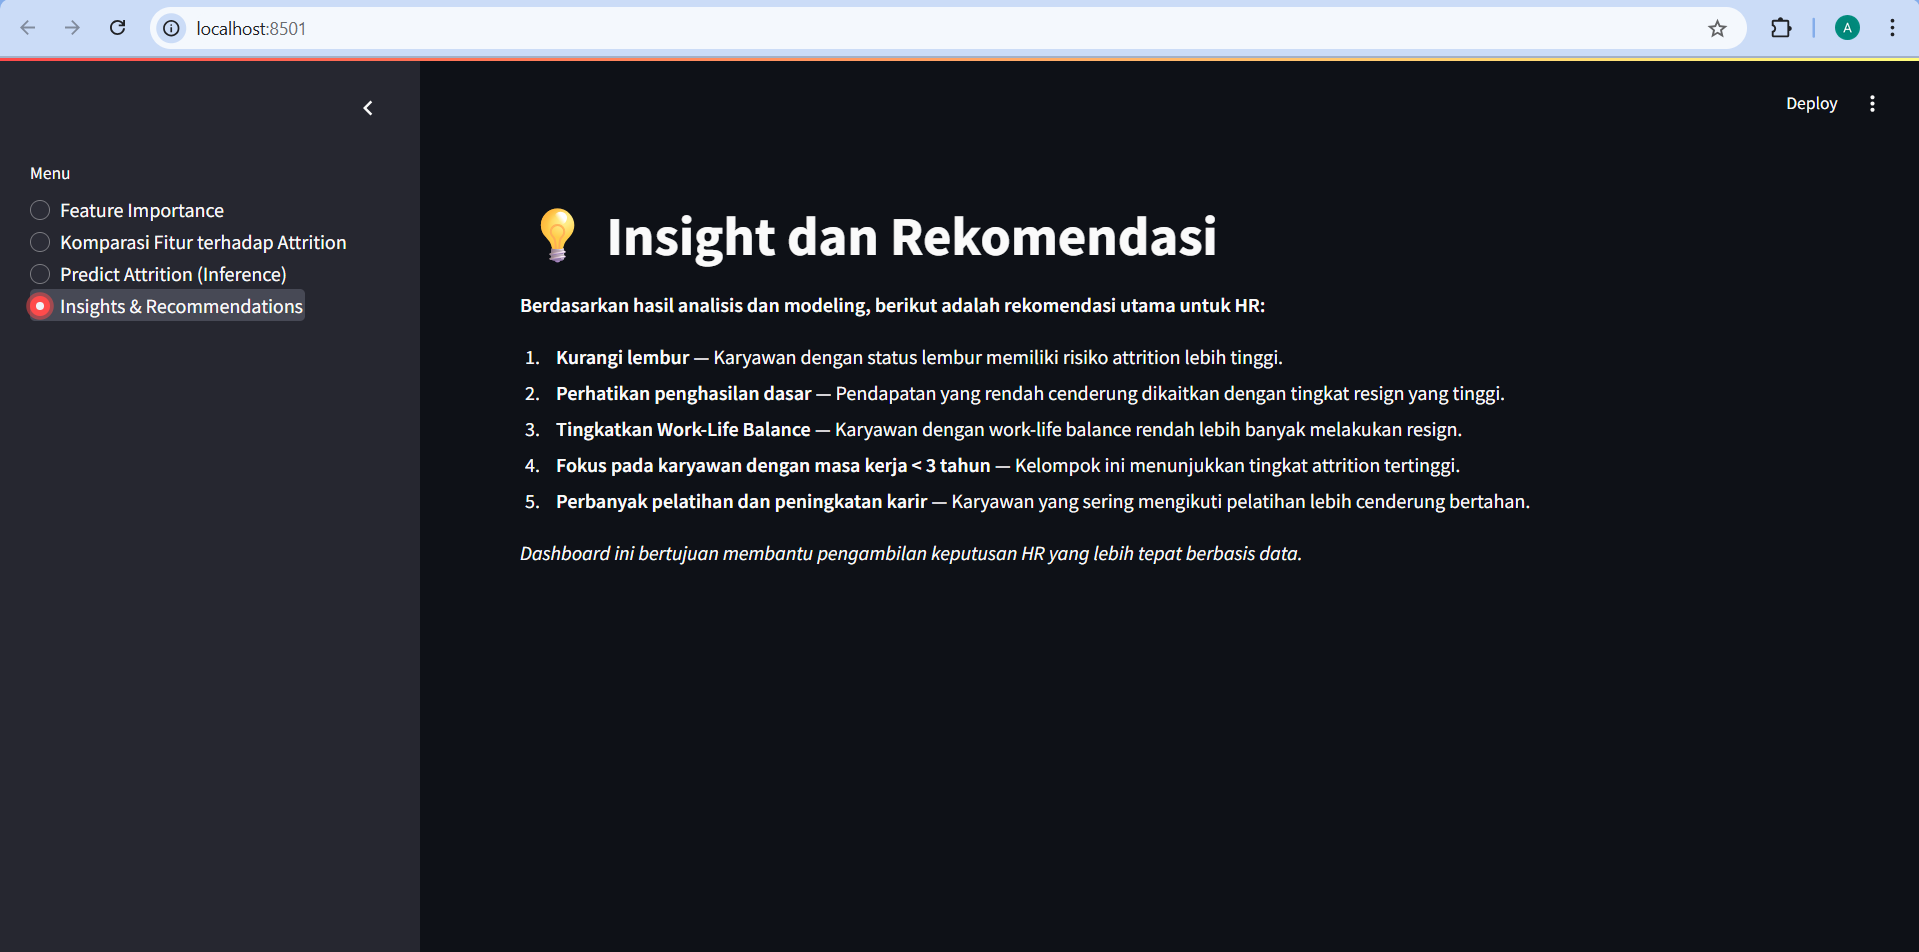 localhost:8501
A
Deploy
Menu
Feature Importance
Komparasi Fitur terhadap Attrition
Predict Attrition (Inference)
Insights & Recommendations
Insight dan Rekomendasi
Berdasarkan hasil analisis dan modeling, berikut adalah rekomendasi utama untuk HR:
1. Kurangi lembur — Karyawan dengan status lembur memiliki risiko attrition lebih tinggi.
2. Perhatikan penghasilan dasar — Pendapatan yang rendah cenderung dikaitkan dengan tingkat resign yang tinggi.
3. Tingkatkan Work-Life Balance — Karyawan dengan work-life balance rendah lebih banyak melakukan resign.
4. Fokus pada karyawan dengan masa kerja < 3 tahun — Kelompok ini menunjukkan tingkat attrition tertinggi.
5. Perbanyak pelatihan dan peningkatan karir — Karyawan yang sering mengikuti pelatihan lebih cenderung bertahan.
Dashboard ini bertujuan membantu pengambilan keputusan HR yang lebih tepat berbasis data.